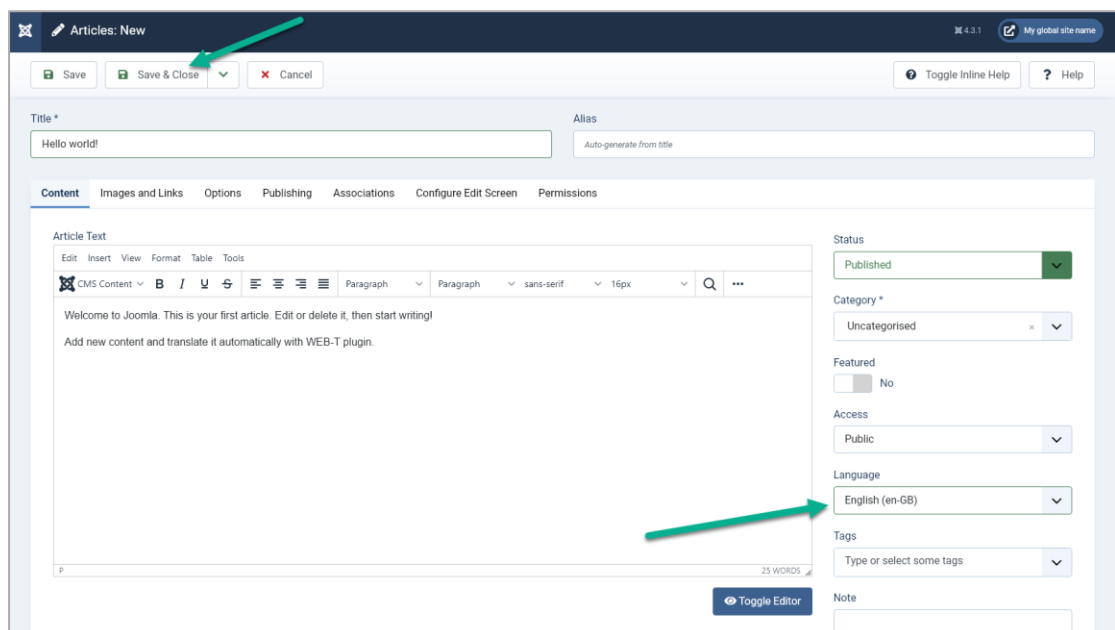 Articles: New
4.3.1
My global site name
Save
Save & Close
Cancel
Toggle Inline Help
? Help
Title *
Alias
Hello world!
Auto-generate from title
Content Images and Links Options Publishing Associations Configure Edit Screen Permissions
Article Text
Edit Insert View Format Table Tools
CMS Content B I U S Paragraph Paragraph sans-serif 16px
Welcome to Joomla. This is your first article. Edit or delete it, then start writing!
Add new content and translate it automatically with WEB-T plugin.
P
25 WORDS
Toggle Editor
Status
Published
Category *
Uncategorised
Featured
No
Access
Public
Language
English (en-GB)
Tags
Type or select some tags
Note